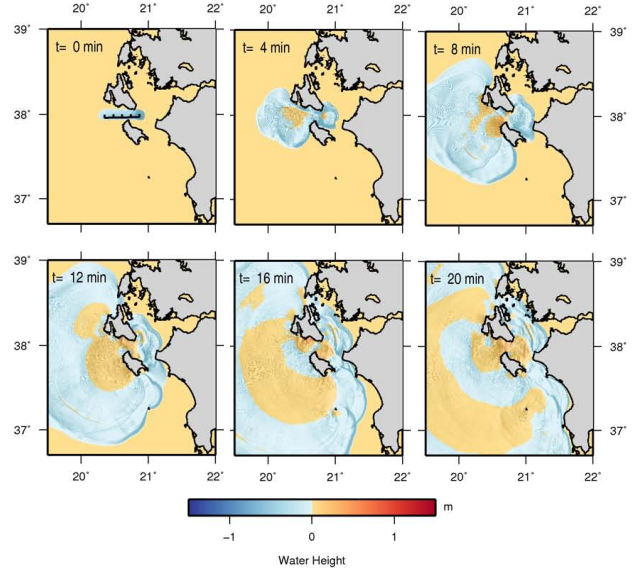 20˚ 21˚ 22˚ 20˚ 21˚ 22˚ 20˚ 21˚ 22˚
39˚ t= 0 min t= 4 min t= 8 min 39˚
38˚ 38˚
37˚ 37˚
39˚ t= 12 min t= 16 min t= 20 min 39˚
38˚ 38˚
37˚ 37˚
20˚ 21˚ 22˚ 20˚ 21˚ 22˚ 20˚ 21˚ 22˚
m
−1 0 1
Water Height